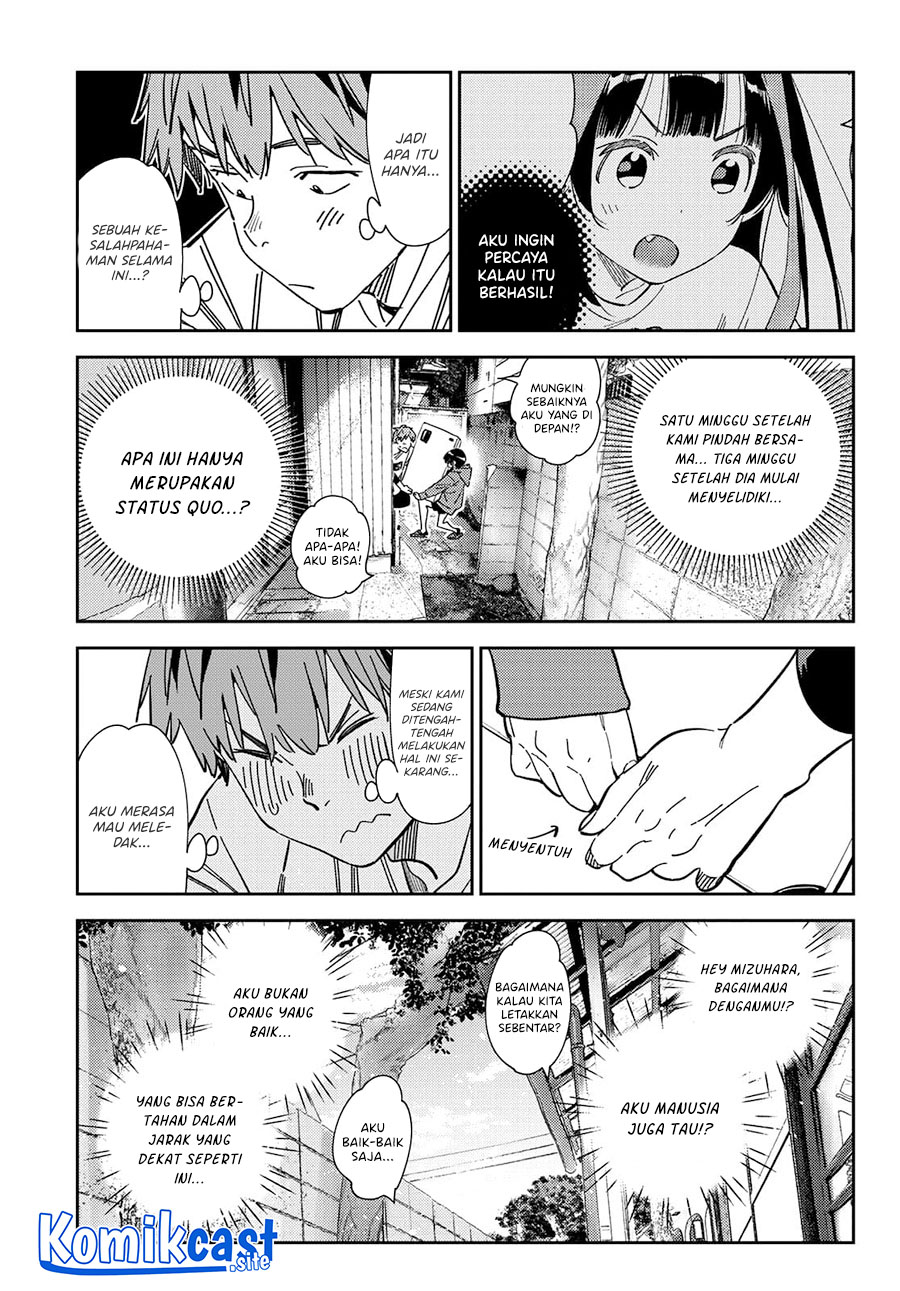 AKU INGIN
PERCAYA
KALAU ITU
BERHASIL!
JADI
APA ITU
HANYA...
SEBUAH KE-
SALAHPAHA-
MAN SELAMA
INI...?
SATU MINGGU SETELAH
KAMI PINDAH BERSA-
MA... TIGA MINGGU
SETELAH DIA MULAI
MENYELIDIKI...
MUNGKIN
SEBAIKNYA
AKU YANG DI
DEPAN!?
TIDAK
APA-APA!
AKU BISA!
APA INI HANYA
MERUPAKAN
STATUS QUO...?
MENYENTUH
MESKI KAMI
SEDANG
DITENGAH-
TENGAH
MELAKUKAN
HAL INI SE-
KARANG...
AKU MERASA
MAU MELE-
DAK...
HEY MIZUHARA,
BAGAIMANA
DENGANMU!?
AKU MANUSIA
JUGA TAU!?
BAGAIMANA
KALAU KITA
LETAKKAN
SEBENTAR?
AKU
BAIK-BAIK
SAJA...
AKU BUKAN
ORANG YANG
BAIK...
YANG BISA BER-
TAHAN DALAM
JARAK YANG
DEKAT SEPERTI
INI...
Komikcast
.site